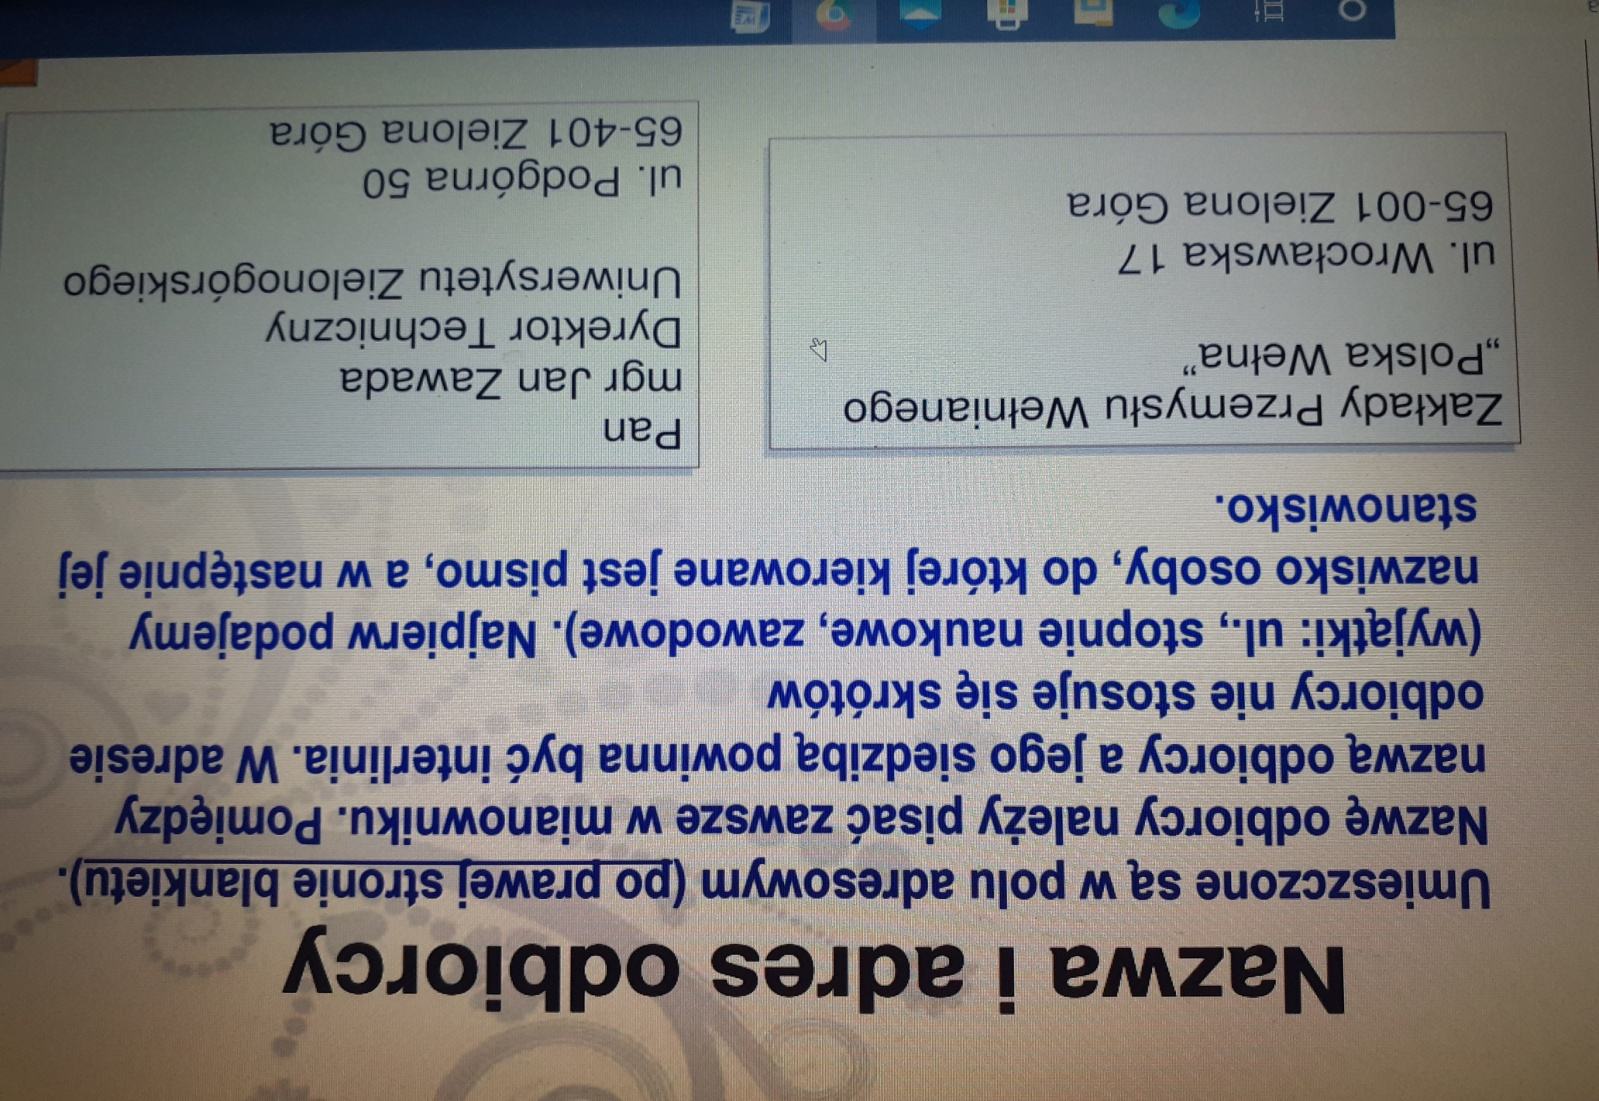 Nazwa i adres odbiorcy
Umieszczone są w polu adresowym (po prawej stronie blankietu).
Nazwę odbiorcy należy pisać zawsze w mianowniku. Pomiędzy
nazwą odbiorcy a jego siedzibą powinna być interlinia. W adresie
odbiorcy nie stosuje się skrótów
(wyjątki: ul., stopnie naukowe, zawodowe). Najpierw podajemy
nazwisko osoby, do której kierowane jest pismo, a w następnie jej
stanowisko.
Zakłady Przemysłu Wełnianego
„Polska Wełna”
ul. Wrocławska 17
65-001 Zielona Góra
Pan
mgr Jan Zawada
Dyrektor Techniczny
Uniwersytetu Zielonogórskiego
ul. Podgórna 50
65-401 Zielona Góra